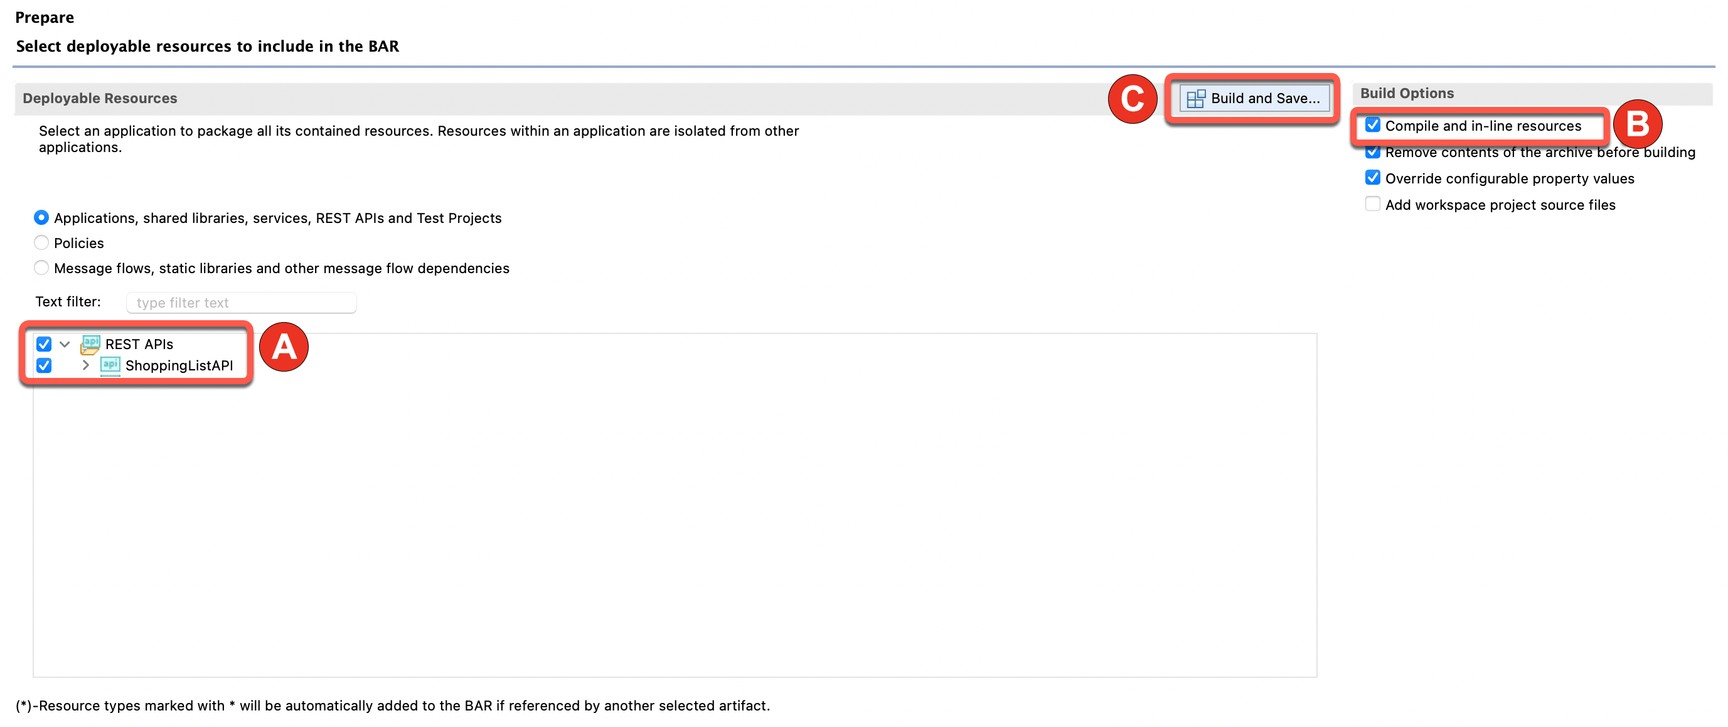 Prepare
Select deployable resources to include in the BAR
Deployable Resources
C
Build and Save...
Build Options
Select an application to package all its contained resources. Resources within an application are isolated from other
applications.
Compile and in-line resources
B
Remove contents of the archive before building
Override configurable property values
Add workspace project source files
Applications, shared libraries, services, REST APIs and Test Projects
Policies
Message flows, static libraries and other message flow dependencies
Text filter:
type filter text
api
REST APIs
A
api
ShoppingListAPI
(*)-Resource types marked with * will be automatically added to the BAR if referenced by another selected artifact.